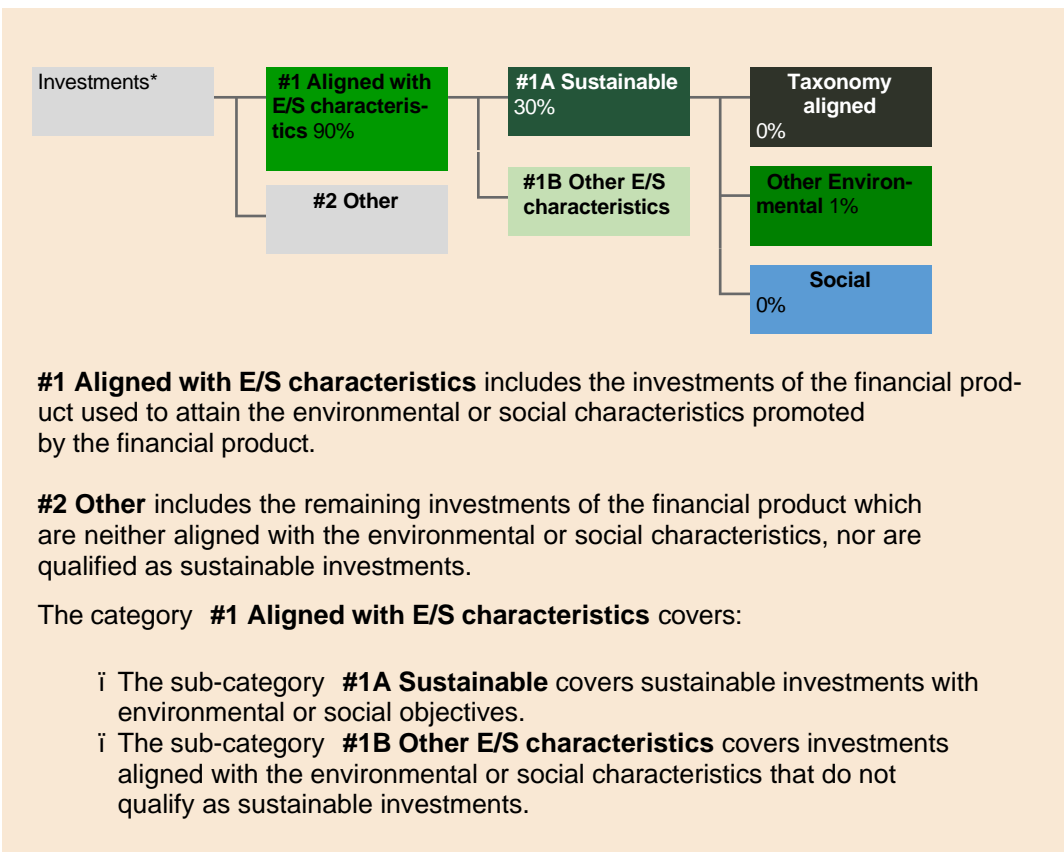 Investments*
#1 Aligned with
E/S characteris-
tics 90%
#2 Other
#1A Sustainable
30%
#1B Other E/S
characteristics
Taxonomy
aligned
0%
Other Environ-
mental 1%
Social
0%
#1 Aligned with E/S characteristics includes the investments of the financial prod-
uct used to attain the environmental or social characteristics promoted
by the financial product.
#2 Other includes the remaining investments of the financial product which
are neither aligned with the environmental or social characteristics, nor are
qualified as sustainable investments.
The category #1 Aligned with E/S characteristics covers:
ï The sub-category #1A Sustainable covers sustainable investments with
environmental or social objectives.
ï The sub-category #1B Other E/S characteristics covers investments
aligned with the environmental or social characteristics that do not
qualify as sustainable investments.